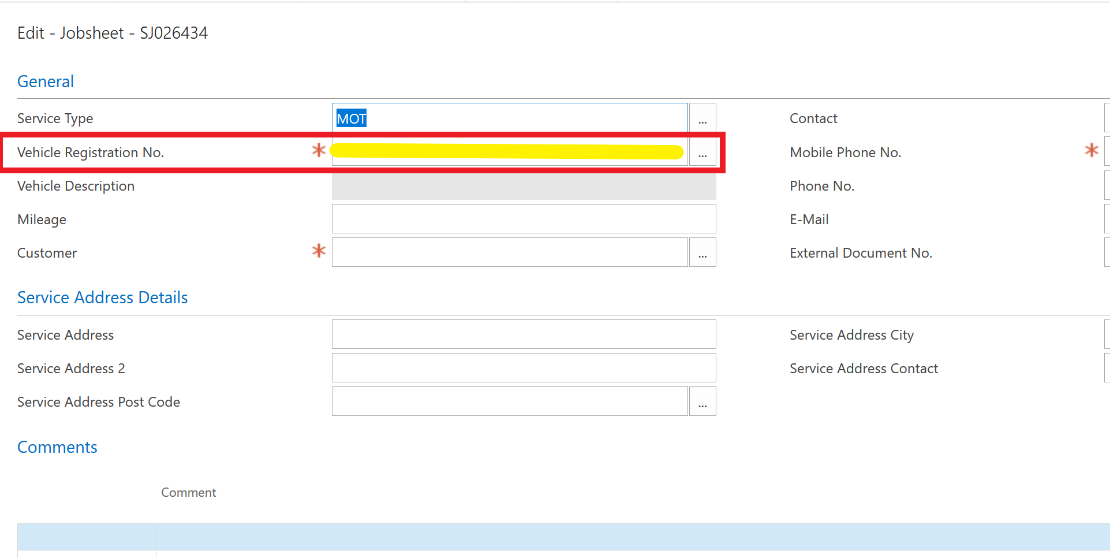 Edit - Jobsheet - SJ026434
General
Service Type MOT ... Contact
Vehicle Registration No. * ... Mobile Phone No. *
Vehicle Description Phone No.
Mileage E-Mail
Customer * ... External Document No.
Service Address Details
Service Address Service Address City
Service Address 2 Service Address Contact
Service Address Post Code ...
Comments
Comment